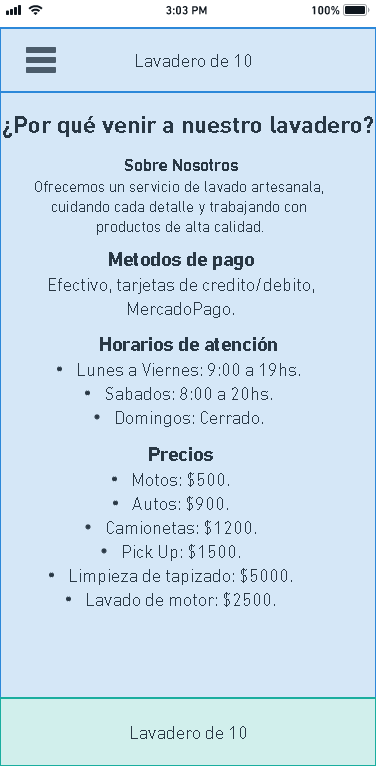 3:03 PM
100%
Lavadero de 10
¿Por qué venir a nuestro lavadero?
Sobre Nosotros
Ofrecemos un servicio de lavado artesanala,
cuidando cada detalle y trabajando con
productos de alta calidad.
Metodos de pago
Efectivo, tarjetas de credito/debito,
MercadoPago.
Horarios de atención
• Lunes a Viernes: 9:00 a 19hs.
• Sabados: 8:00 a 20hs.
• Domingos: Cerrado.
Precios
• Motos: $500.
• Autos: $900.
• Camionetas: $1200.
• Pick Up: $1500.
• Limpieza de tapizado: $5000.
• Lavado de motor: $2500.
Lavadero de 10